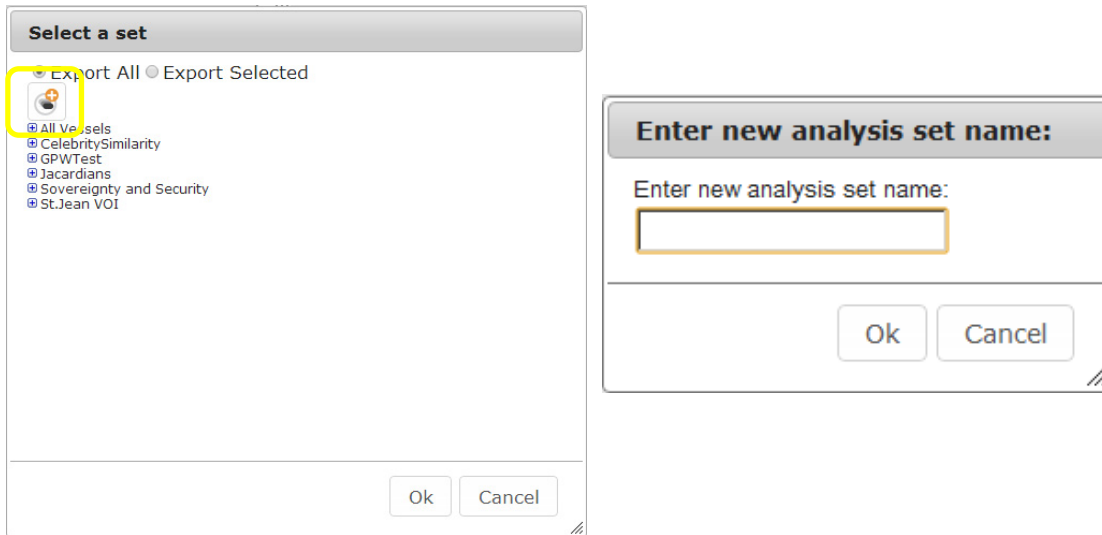 Select a set
Export All Export Selected
All Vessels
CelebritySimilarity
GPWTest
Jacardians
Sovereignty and Security
St.Jean VOI
Ok Cancel
Enter new analysis set name:
Enter new analysis set name:
Ok Cancel